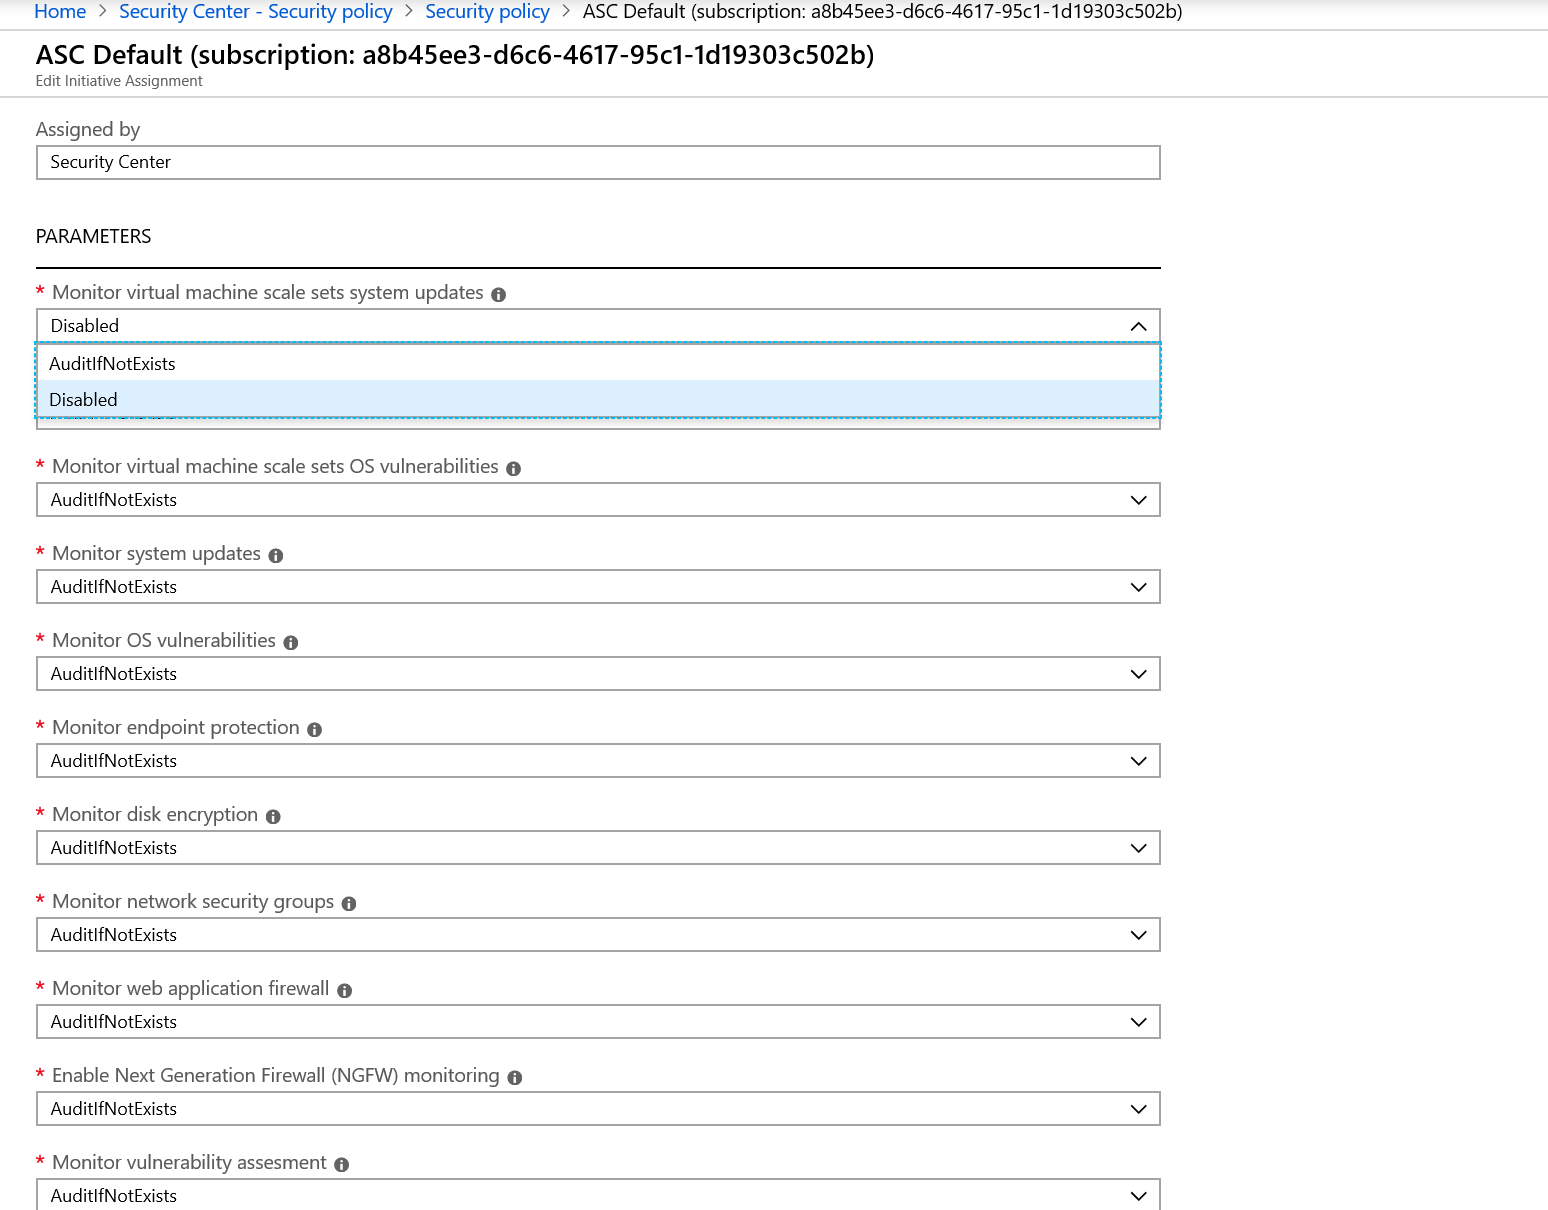 Home > Security Center - Security policy > Security policy > ASC Default (subscription: a8b45ee3-d6c6-4617-95c1-1d19303c502b)
ASC Default (subscription: a8b45ee3-d6c6-4617-95c1-1d19303c502b)
Edit Initiative Assignment
Assigned by
Security Center
PARAMETERS
* Monitor virtual machine scale sets system updates
Disabled
AuditIfNotExists
Disabled
* Monitor virtual machine scale sets OS vulnerabilities
AuditIfNotExists
* Monitor system updates
AuditIfNotExists
* Monitor OS vulnerabilities
AuditIfNotExists
* Monitor endpoint protection
AuditIfNotExists
* Monitor disk encryption
AuditIfNotExists
* Monitor network security groups
AuditIfNotExists
* Monitor web application firewall
AuditIfNotExists
* Enable Next Generation Firewall (NGFW) monitoring
AuditIfNotExists
* Monitor vulnerability assesment
AuditIfNotExists